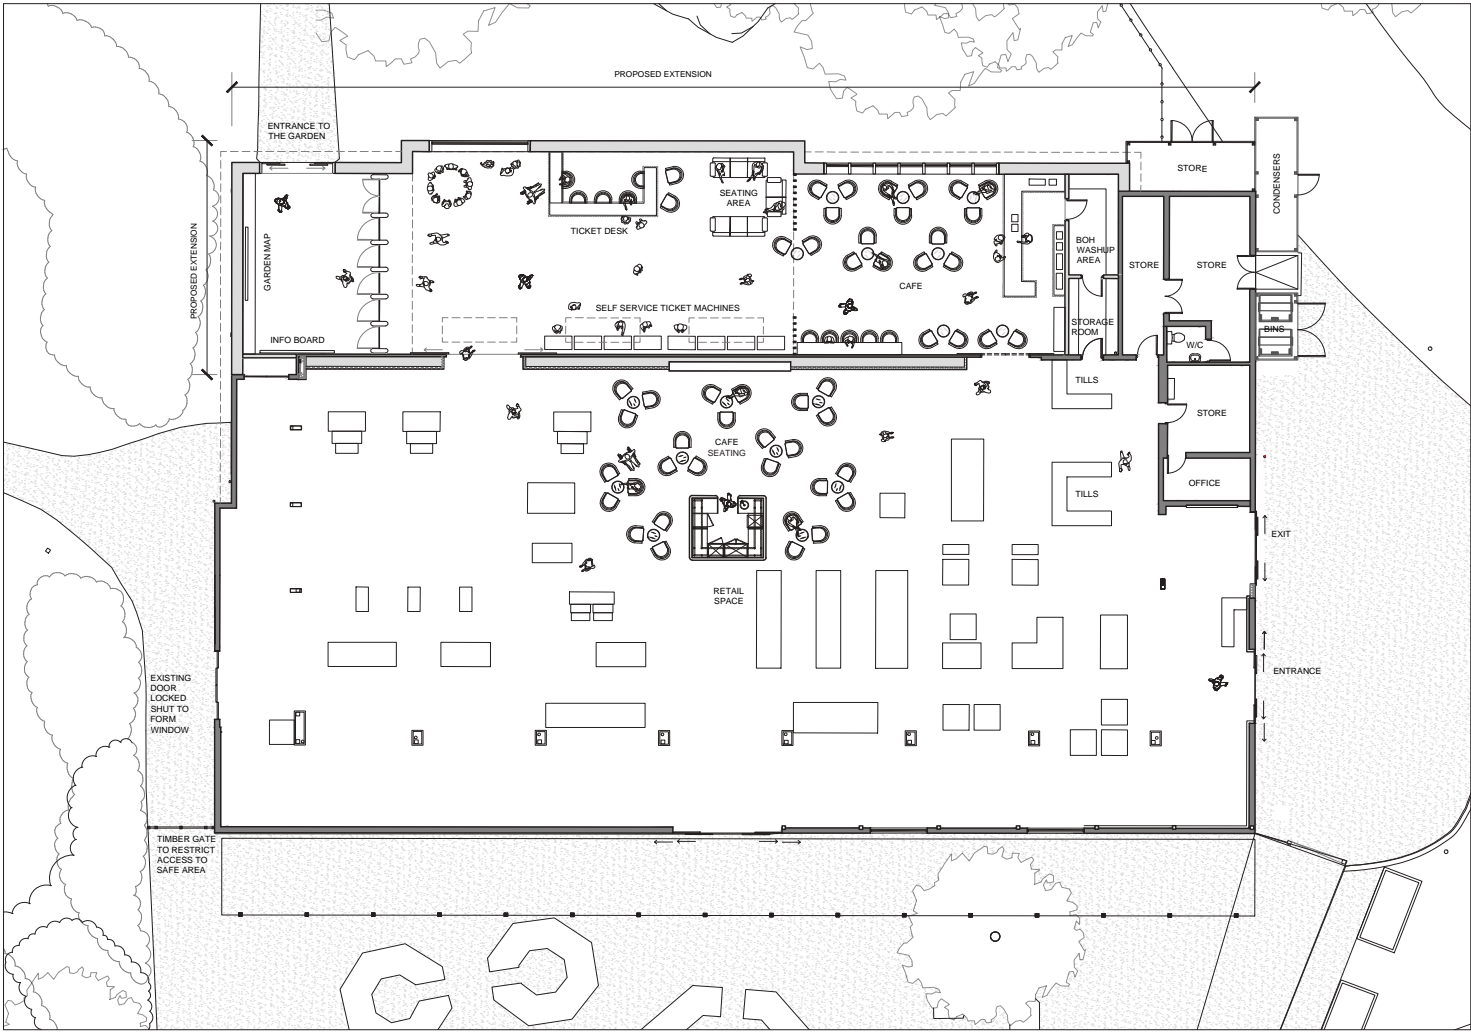 PROPOSED EXTENSION
ENTRANCE TO
THE GARDEN
STORE
CONDENSERS
SEATING
AREA
TICKET DESK
GARDEN MAP
PROPOSED EXTENSION
BOH
WASHUP
AREA
STORE
STORE
CAFE
SELF SERVICE TICKET MACHINES
STORAGE
ROOM
BINS
INFO BOARD
W/C
TILLS
STORE
CAFE
SEATING
OFFICE
TILLS
EXIT
RETAIL
SPACE
ENTRANCE
EXISTING
DOOR
LOCKED
SHUT TO
FORM
WINDOW
TIMBER GATE
TO RESTRICT
ACCESS TO
SAFE AREA